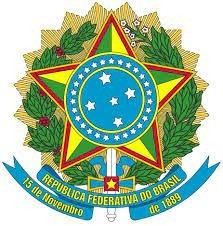 REPÚBLICA FEDERATIVA DO BRASIL
15 de Novembro
de 1889